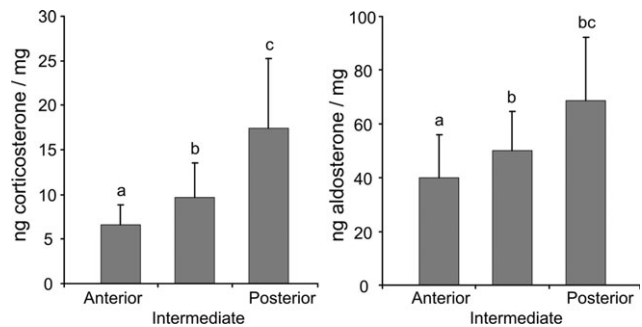 30
25
20
15
10
5
0
ng corticosterone / mg
a
b
c
Anterior
Posterior
Intermediate
100
80
60
40
20
0
ng aldosterone / mg
a
b
bc
Anterior
Posterior
Intermediate